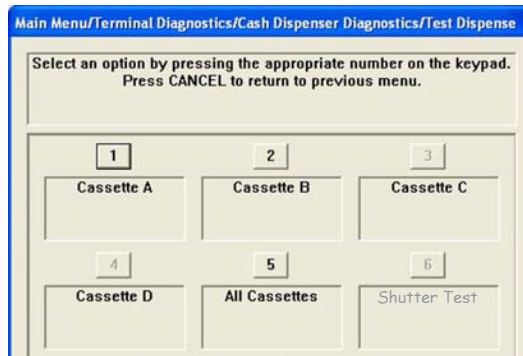 Main Menu/Terminal Diagnostics/Cash Dispenser Diagnostics/Test Dispense
Select an option by pressing the appropriate number on the keypad.
Press CANCEL to return to previous menu.
1 2 3
Cassette A Cassette B Cassette C
4 5 6
Cassette D All Cassettes Shutter Test